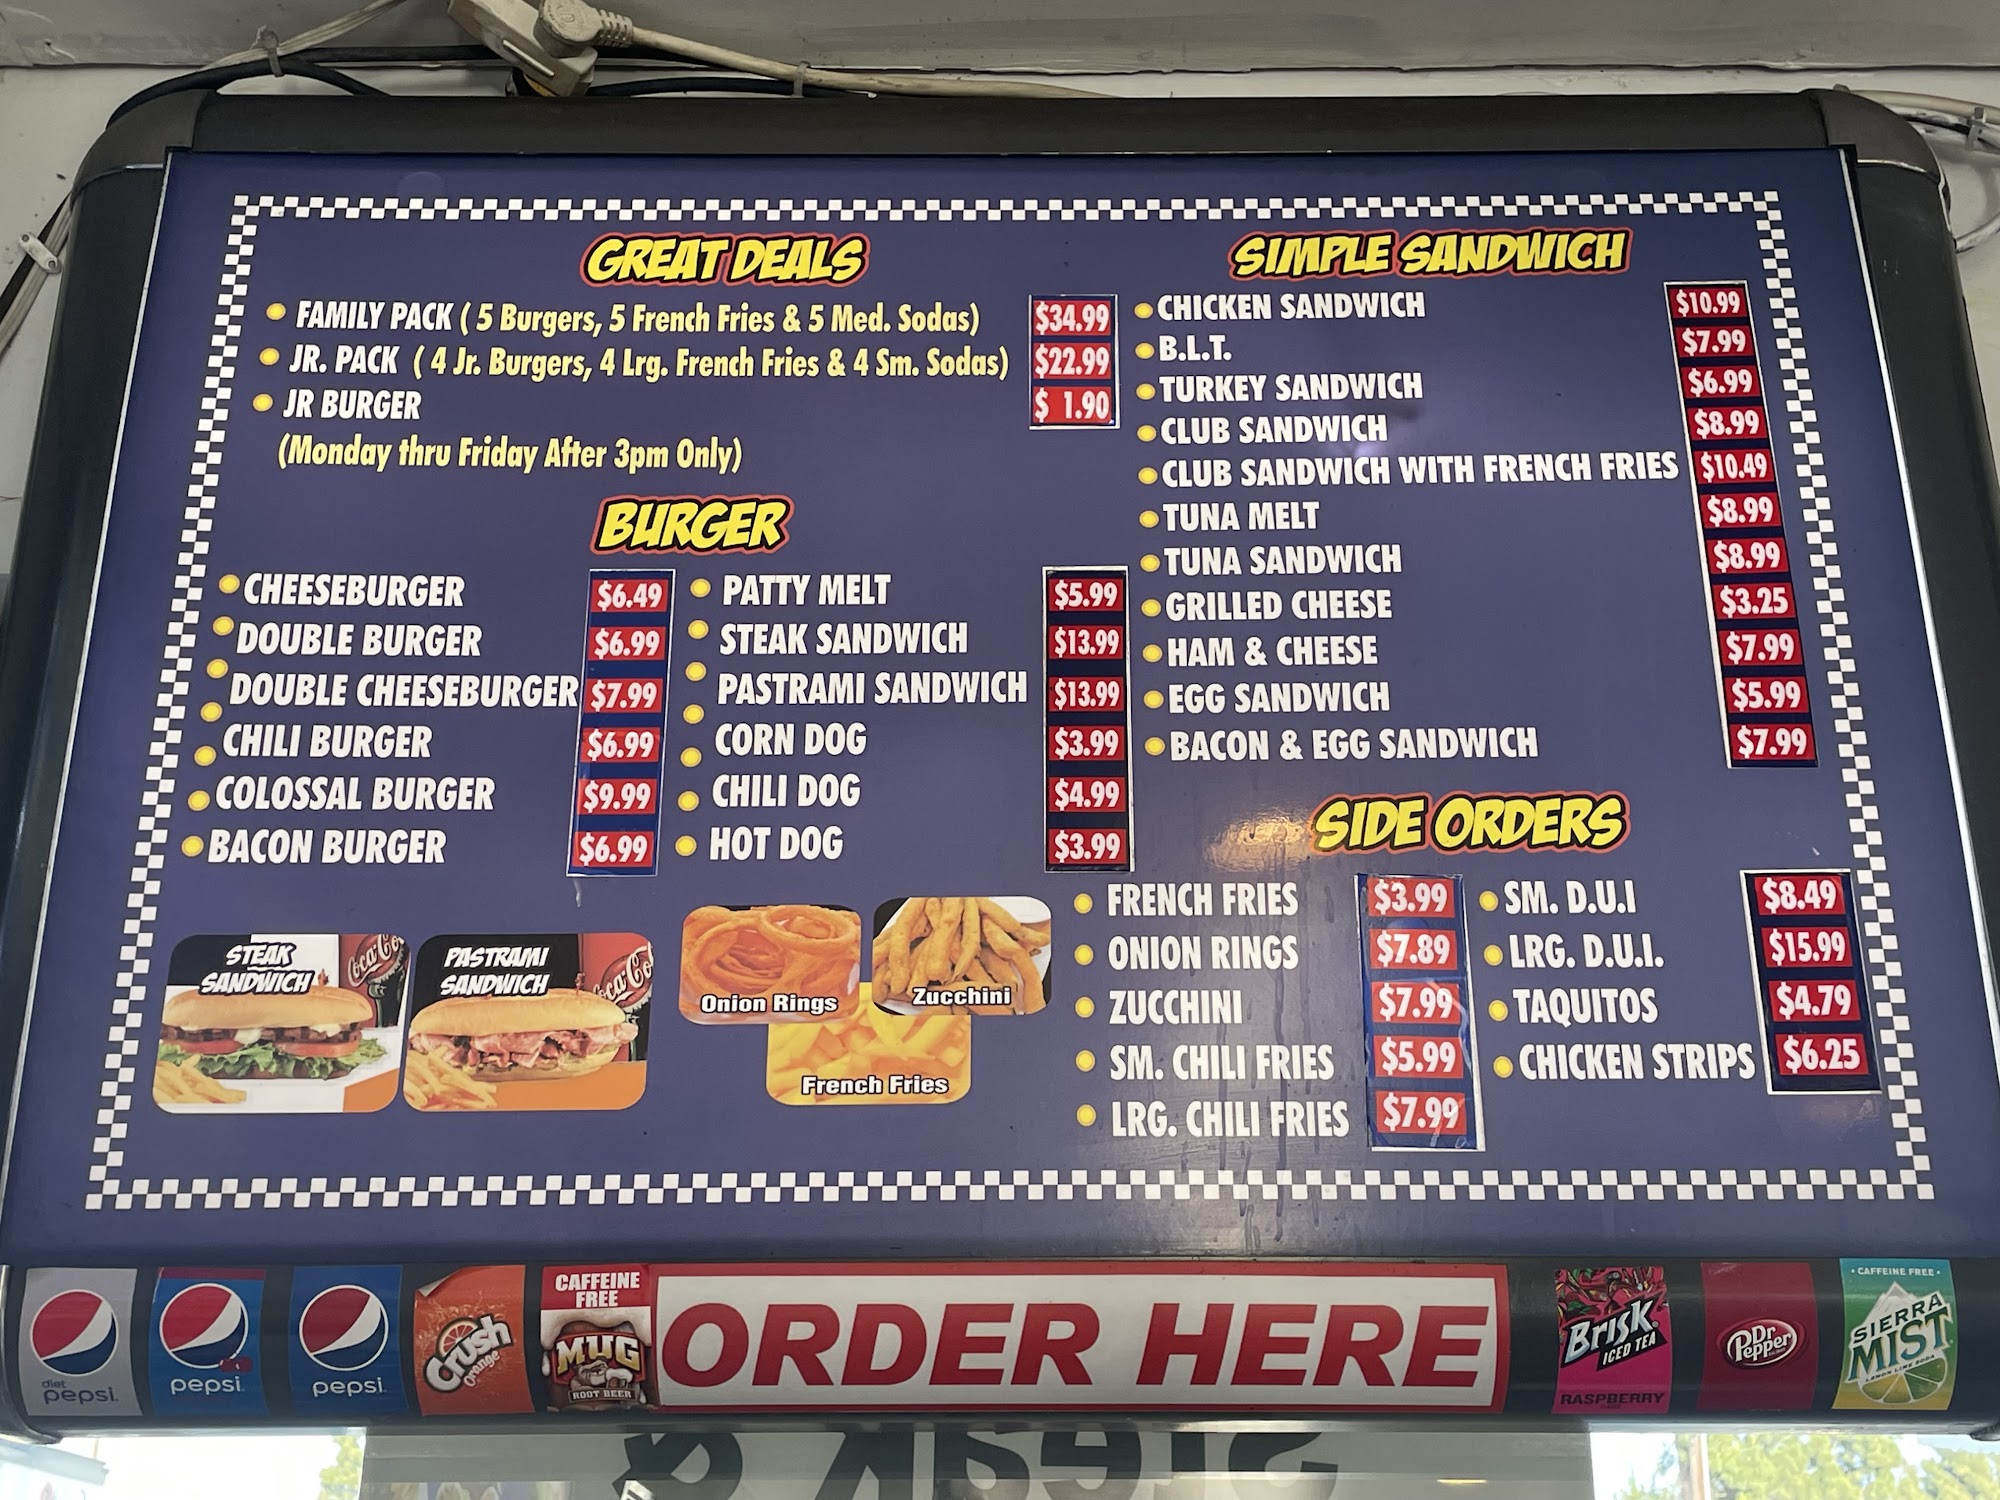 GREAT DEALS
FAMILY PACK ( 5 Burgers, 5 French Fries & 5 Med. Sodas) $34.99
JR. PACK ( 4 Jr. Burgers, 4 Lrg. French Fries & 4 Sm. Sodas) $22.99
JR BURGER $ 1.90
(Monday thru Friday After 3pm Only)
BURGER
CHEESEBURGER $6.49
DOUBLE BURGER $6.99
DOUBLE CHEESEBURGER $7.99
CHILI BURGER $6.99
COLOSSAL BURGER $9.99
BACON BURGER $6.99
PATTY MELT $5.99
STEAK SANDWICH $13.99
PASTRAMI SANDWICH $13.99
CORN DOG $3.99
CHILI DOG $4.99
HOT DOG $3.99
SIMPLE SANDWICH
CHICKEN SANDWICH $10.99
B.L.T. $7.99
TURKEY SANDWICH $6.99
CLUB SANDWICH $8.99
CLUB SANDWICH WITH FRENCH FRIES $10.49
TUNA MELT $8.99
TUNA SANDWICH $8.99
GRILLED CHEESE $3.25
HAM & CHEESE $7.99
EGG SANDWICH $5.99
BACON & EGG SANDWICH $7.99
SIDE ORDERS
FRENCH FRIES $3.99
ONION RINGS $7.89
ZUCCHINI $7.99
SM. CHILI FRIES $5.99
LRG. CHILI FRIES $7.99
SM. D.U.I $8.49
LRG. D.U.I. $15.99
TAQUITOS $4.79
CHICKEN STRIPS $6.25
STEAK
SANDWICH
Coca-Cola
PASTRAMI
SANDWICH
Coca-Co
Onion Rings
Zucchini
French Fries
diet
pepsi
pepsi
pepsi
Crush
Orange
CAFFEINE
FREE
MUG
ROOT BEER
ORDER HERE
BRISK
ICED TEA
RASPBERRY
Dr Pepper
CAFFEINE FREE
SIERRA
MIST
LEMON LIME SODA